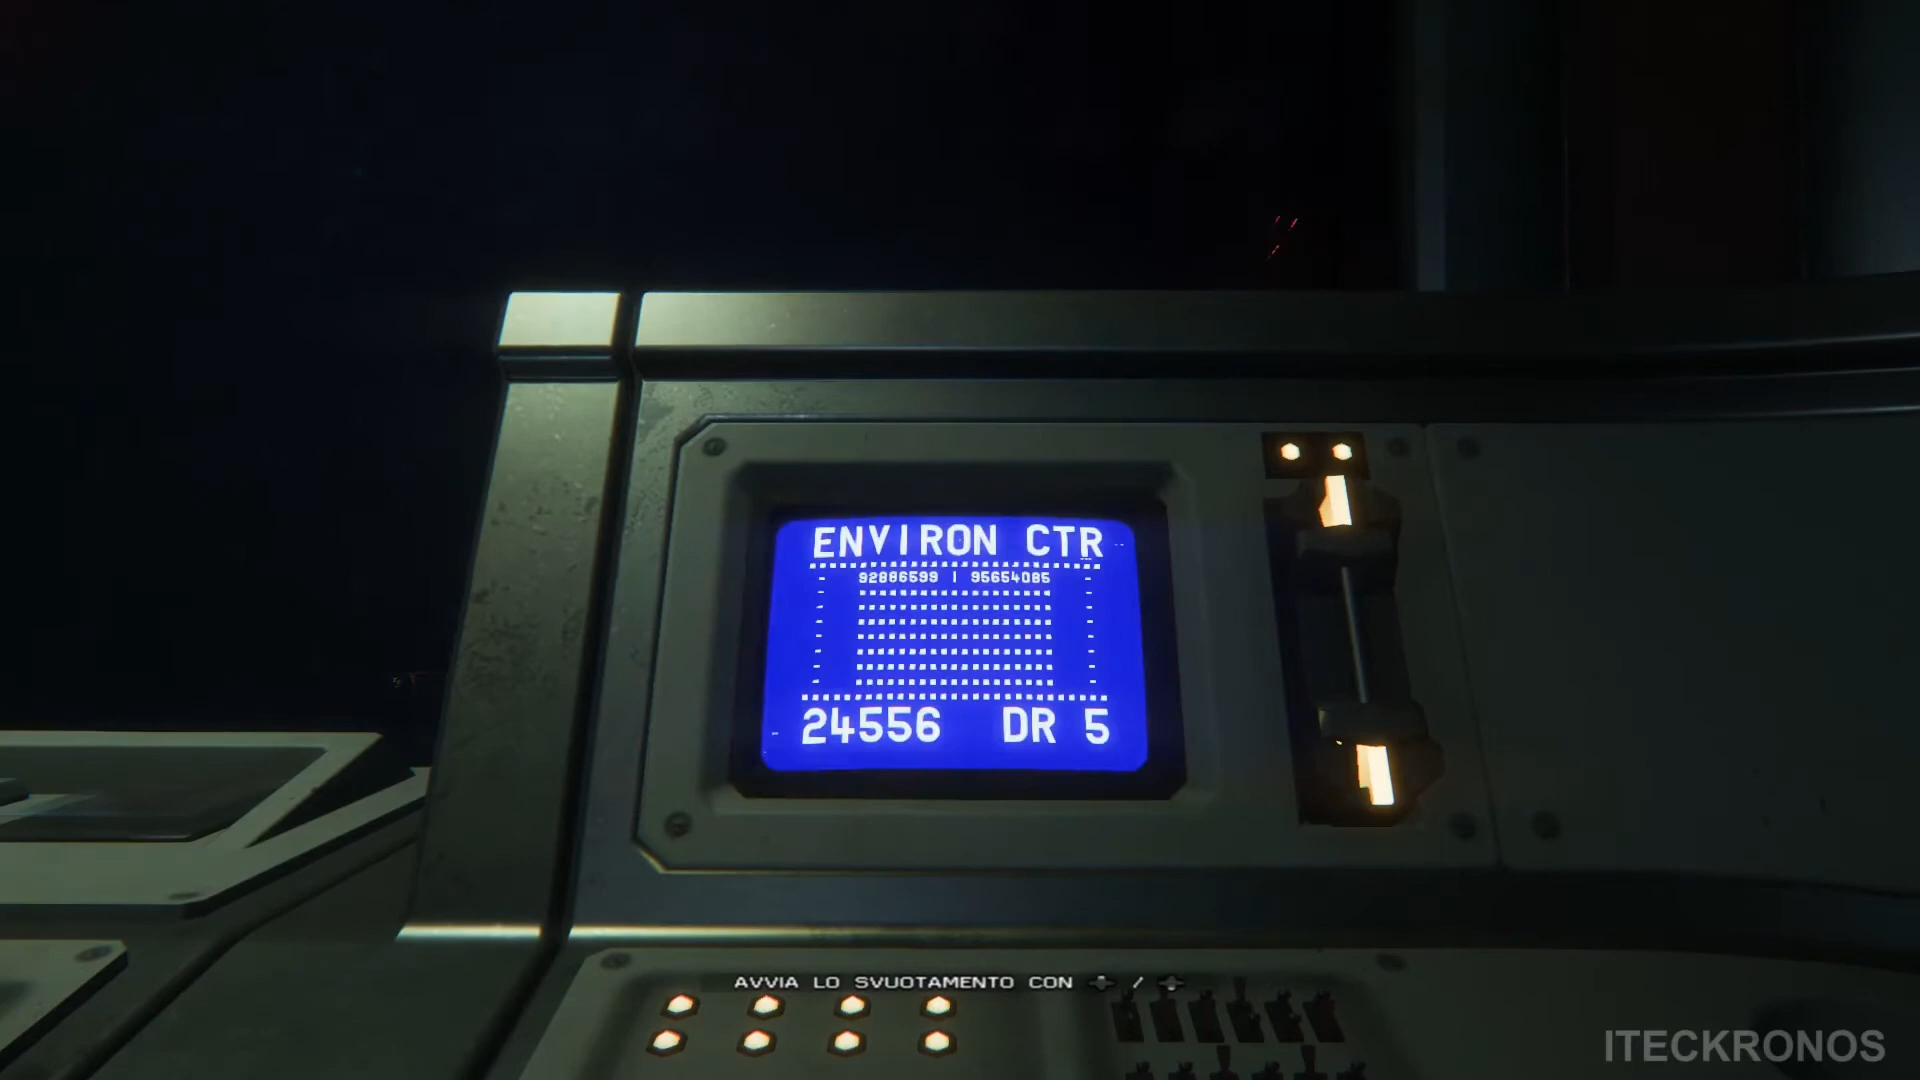 ENVIRON CTR
92886599 | 95654085
24556 DR 5
AVVIA LO SVUOTAMENTO CON /
ITECKRONOS